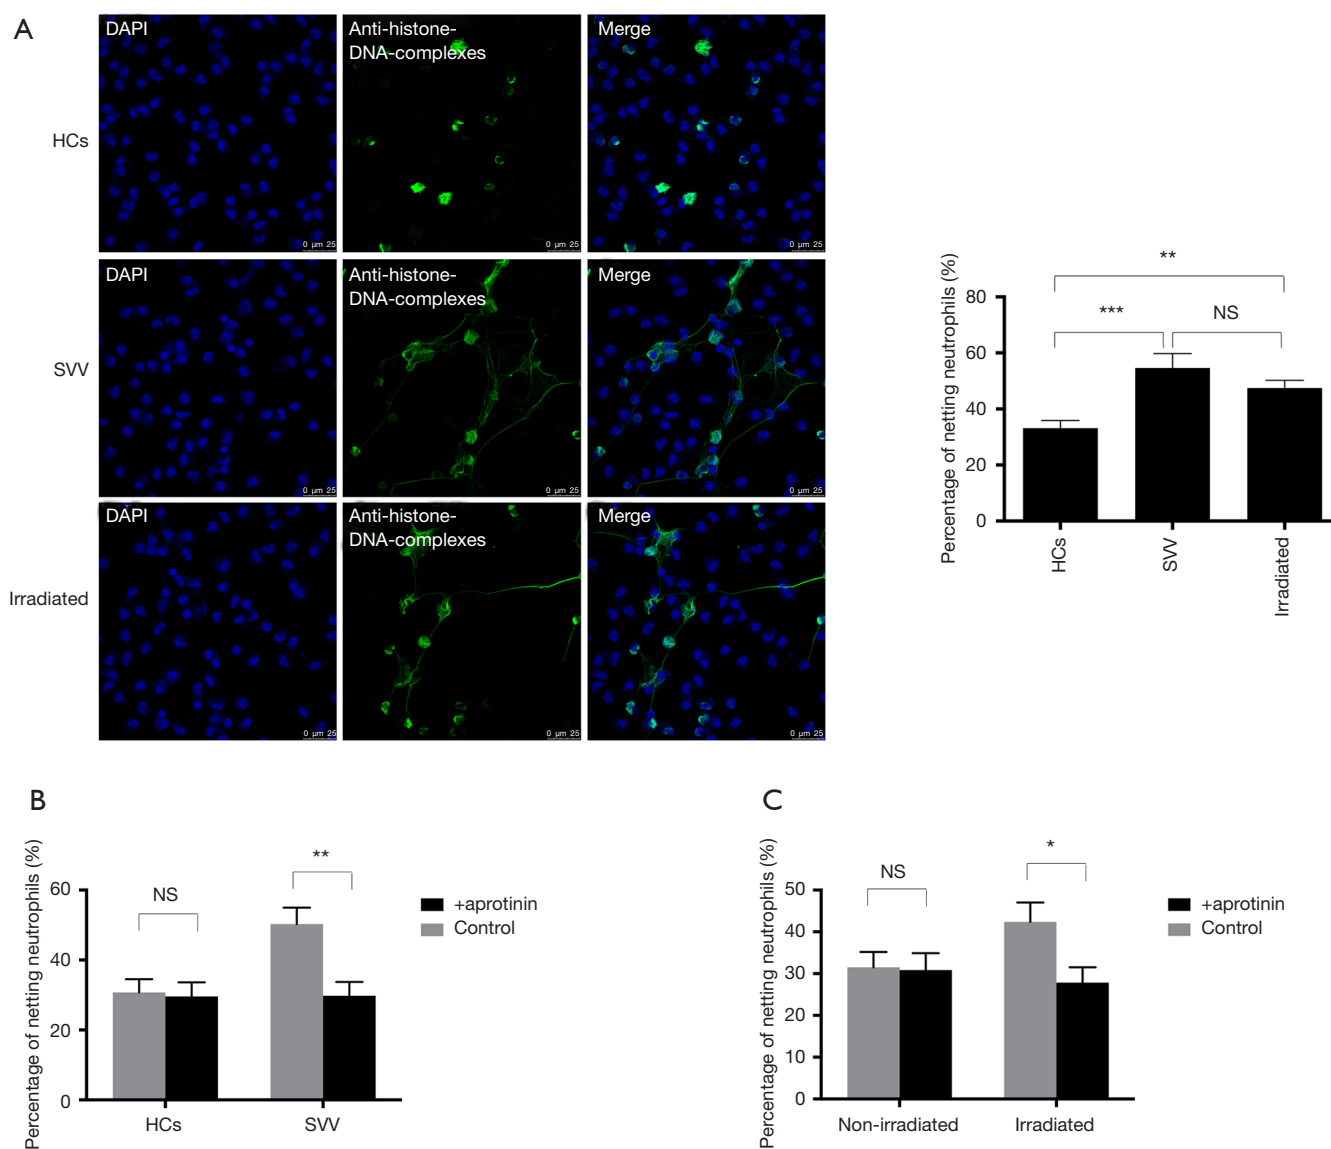 A
DAPI
Anti-histone-
DNA-complexes
Merge
HCs
0 µm 25
0 µm 25
0 µm 25
DAPI
Anti-histone-
DNA-complexes
Merge
SVV
0 µm 25
0 µm 25
0 µm 25
DAPI
Anti-histone-
DNA-complexes
Merge
Irradiated
0 µm 25
0 µm 25
0 µm 25
Percentage of netting neutrophils (%)
80
60
40
20
0
**
***
NS
HCs
SVV
Irradiated
B
Percentage of netting neutrophils (%)
60
40
20
0
NS
**
HCs
SVV
+aprotinin
Control
C
Percentage of netting neutrophils (%)
50
40
30
20
10
0
NS
*
Non-irradiated
Irradiated
+aprotinin
Control